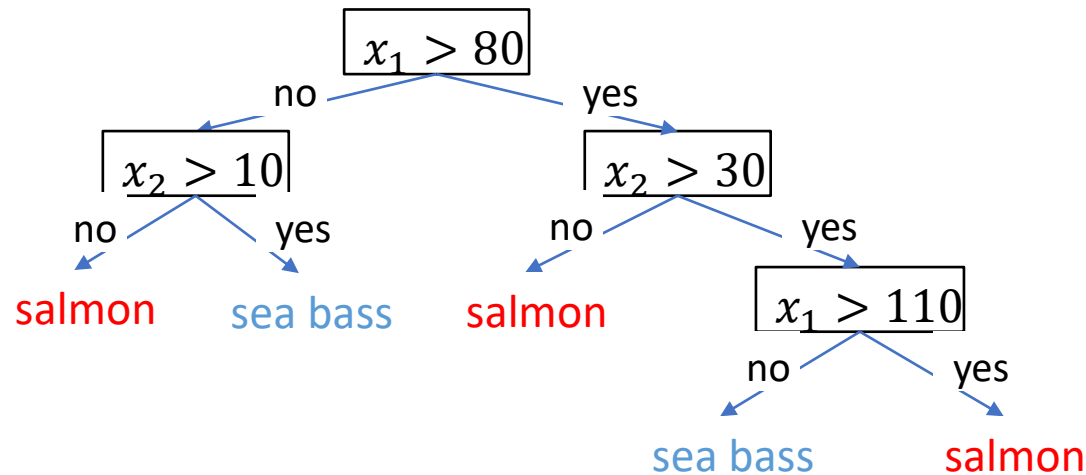 x₁ > 80
no yes
x₂ > 10 x₂ > 30
no yes no yes
salmon sea bass salmon x₁ > 110
no yes
sea bass salmon